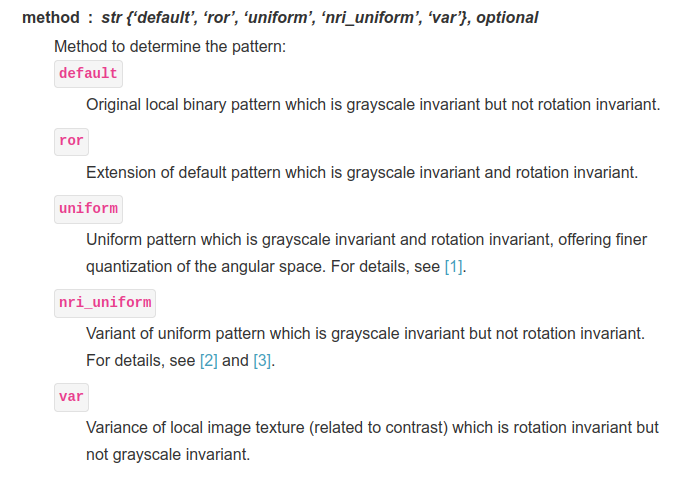 method : str {‘default’, ‘ror’, ‘uniform’, ‘nri_uniform’, ‘var’}, optional
Method to determine the pattern:
default
Original local binary pattern which is grayscale invariant but not rotation invariant.
ror
Extension of default pattern which is grayscale invariant and rotation invariant.
uniform
Uniform pattern which is grayscale invariant and rotation invariant, offering finer
quantization of the angular space. For details, see [1].
nri_uniform
Variant of uniform pattern which is grayscale invariant but not rotation invariant.
For details, see [2] and [3].
var
Variance of local image texture (related to contrast) which is rotation invariant but
not grayscale invariant.